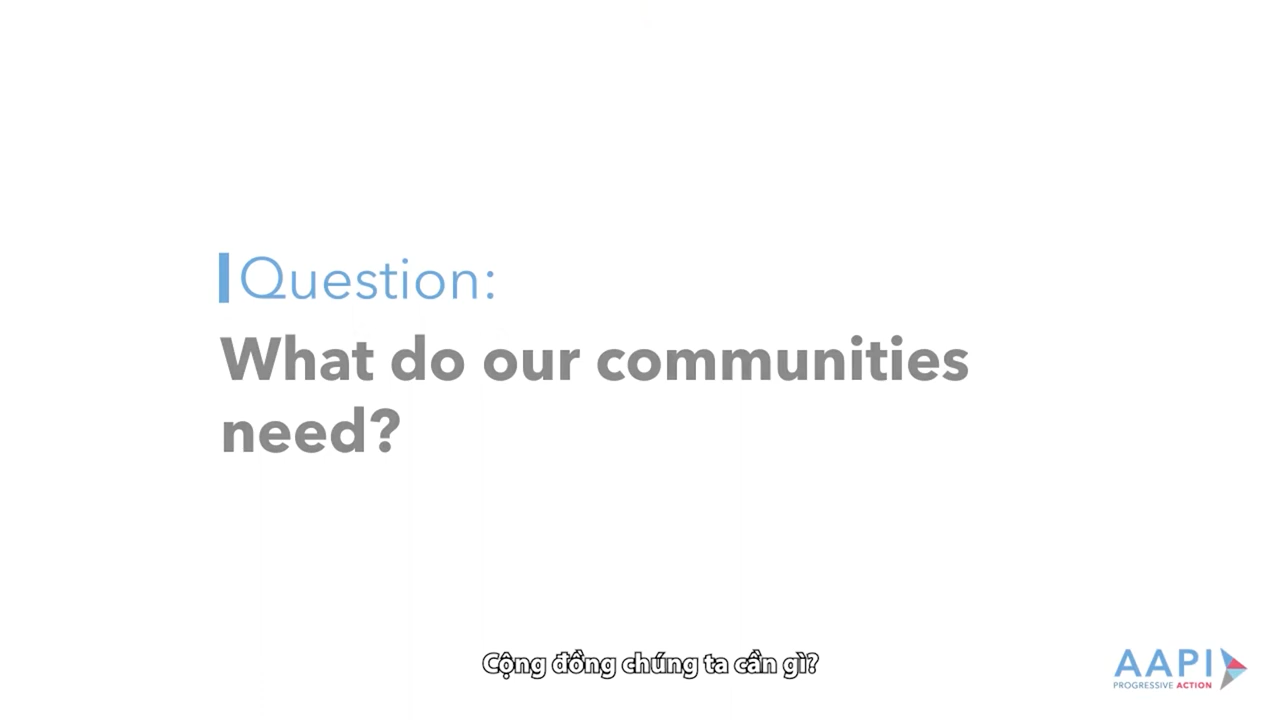 Question:
What do our communities
need?
Cộng đồng chúng ta cần gì?
AAPI
PROGRESSIVE ACTION